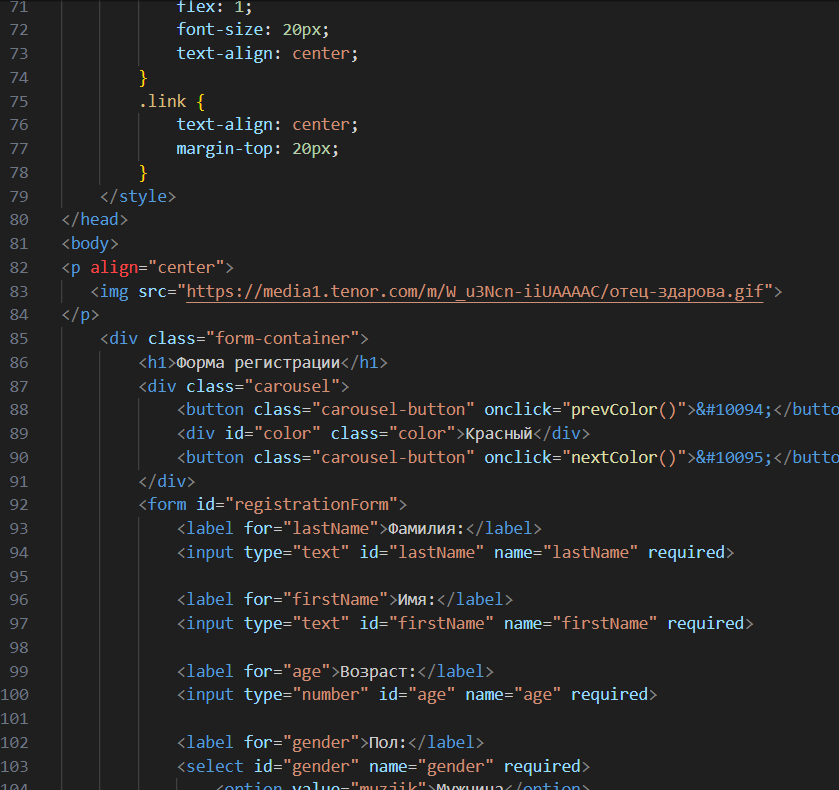 71 flex: 1;
72 font-size: 20px;
73 text-align: center;
74 }
75 .link {
76 text-align: center;
77 margin-top: 20px;
78 }
79 </style>
80 </head>
81 <body>
82 <p align="center">
83 <img src="https://media1.tenor.com/m/W_u3Ncn-iiUAAAAC/отец-здарова.gif">
84 </p>
85 <div class="form-container">
86 <h1>Форма регистрации</h1>
87 <div class="carousel">
88 <button class="carousel-button" onclick="prevColor()">&#10094;</butto
89 <div id="color" class="color">Красный</div>
90 <button class="carousel-button" onclick="nextColor()">&#10095;</butto
91 </div>
92 <form id="registrationForm">
93 <label for="lastName">Фамилия:</label>
94 <input type="text" id="lastName" name="lastName" required>
95
96 <label for="firstName">Имя:</label>
97 <input type="text" id="firstName" name="firstName" required>
98
99 <label for="age">Возраст:</label>
100 <input type="number" id="age" name="age" required>
101
102 <label for="gender">Пол:</label>
103 <select id="gender" name="gender" required>
104 <option value="muzjik">Мужчина</option>